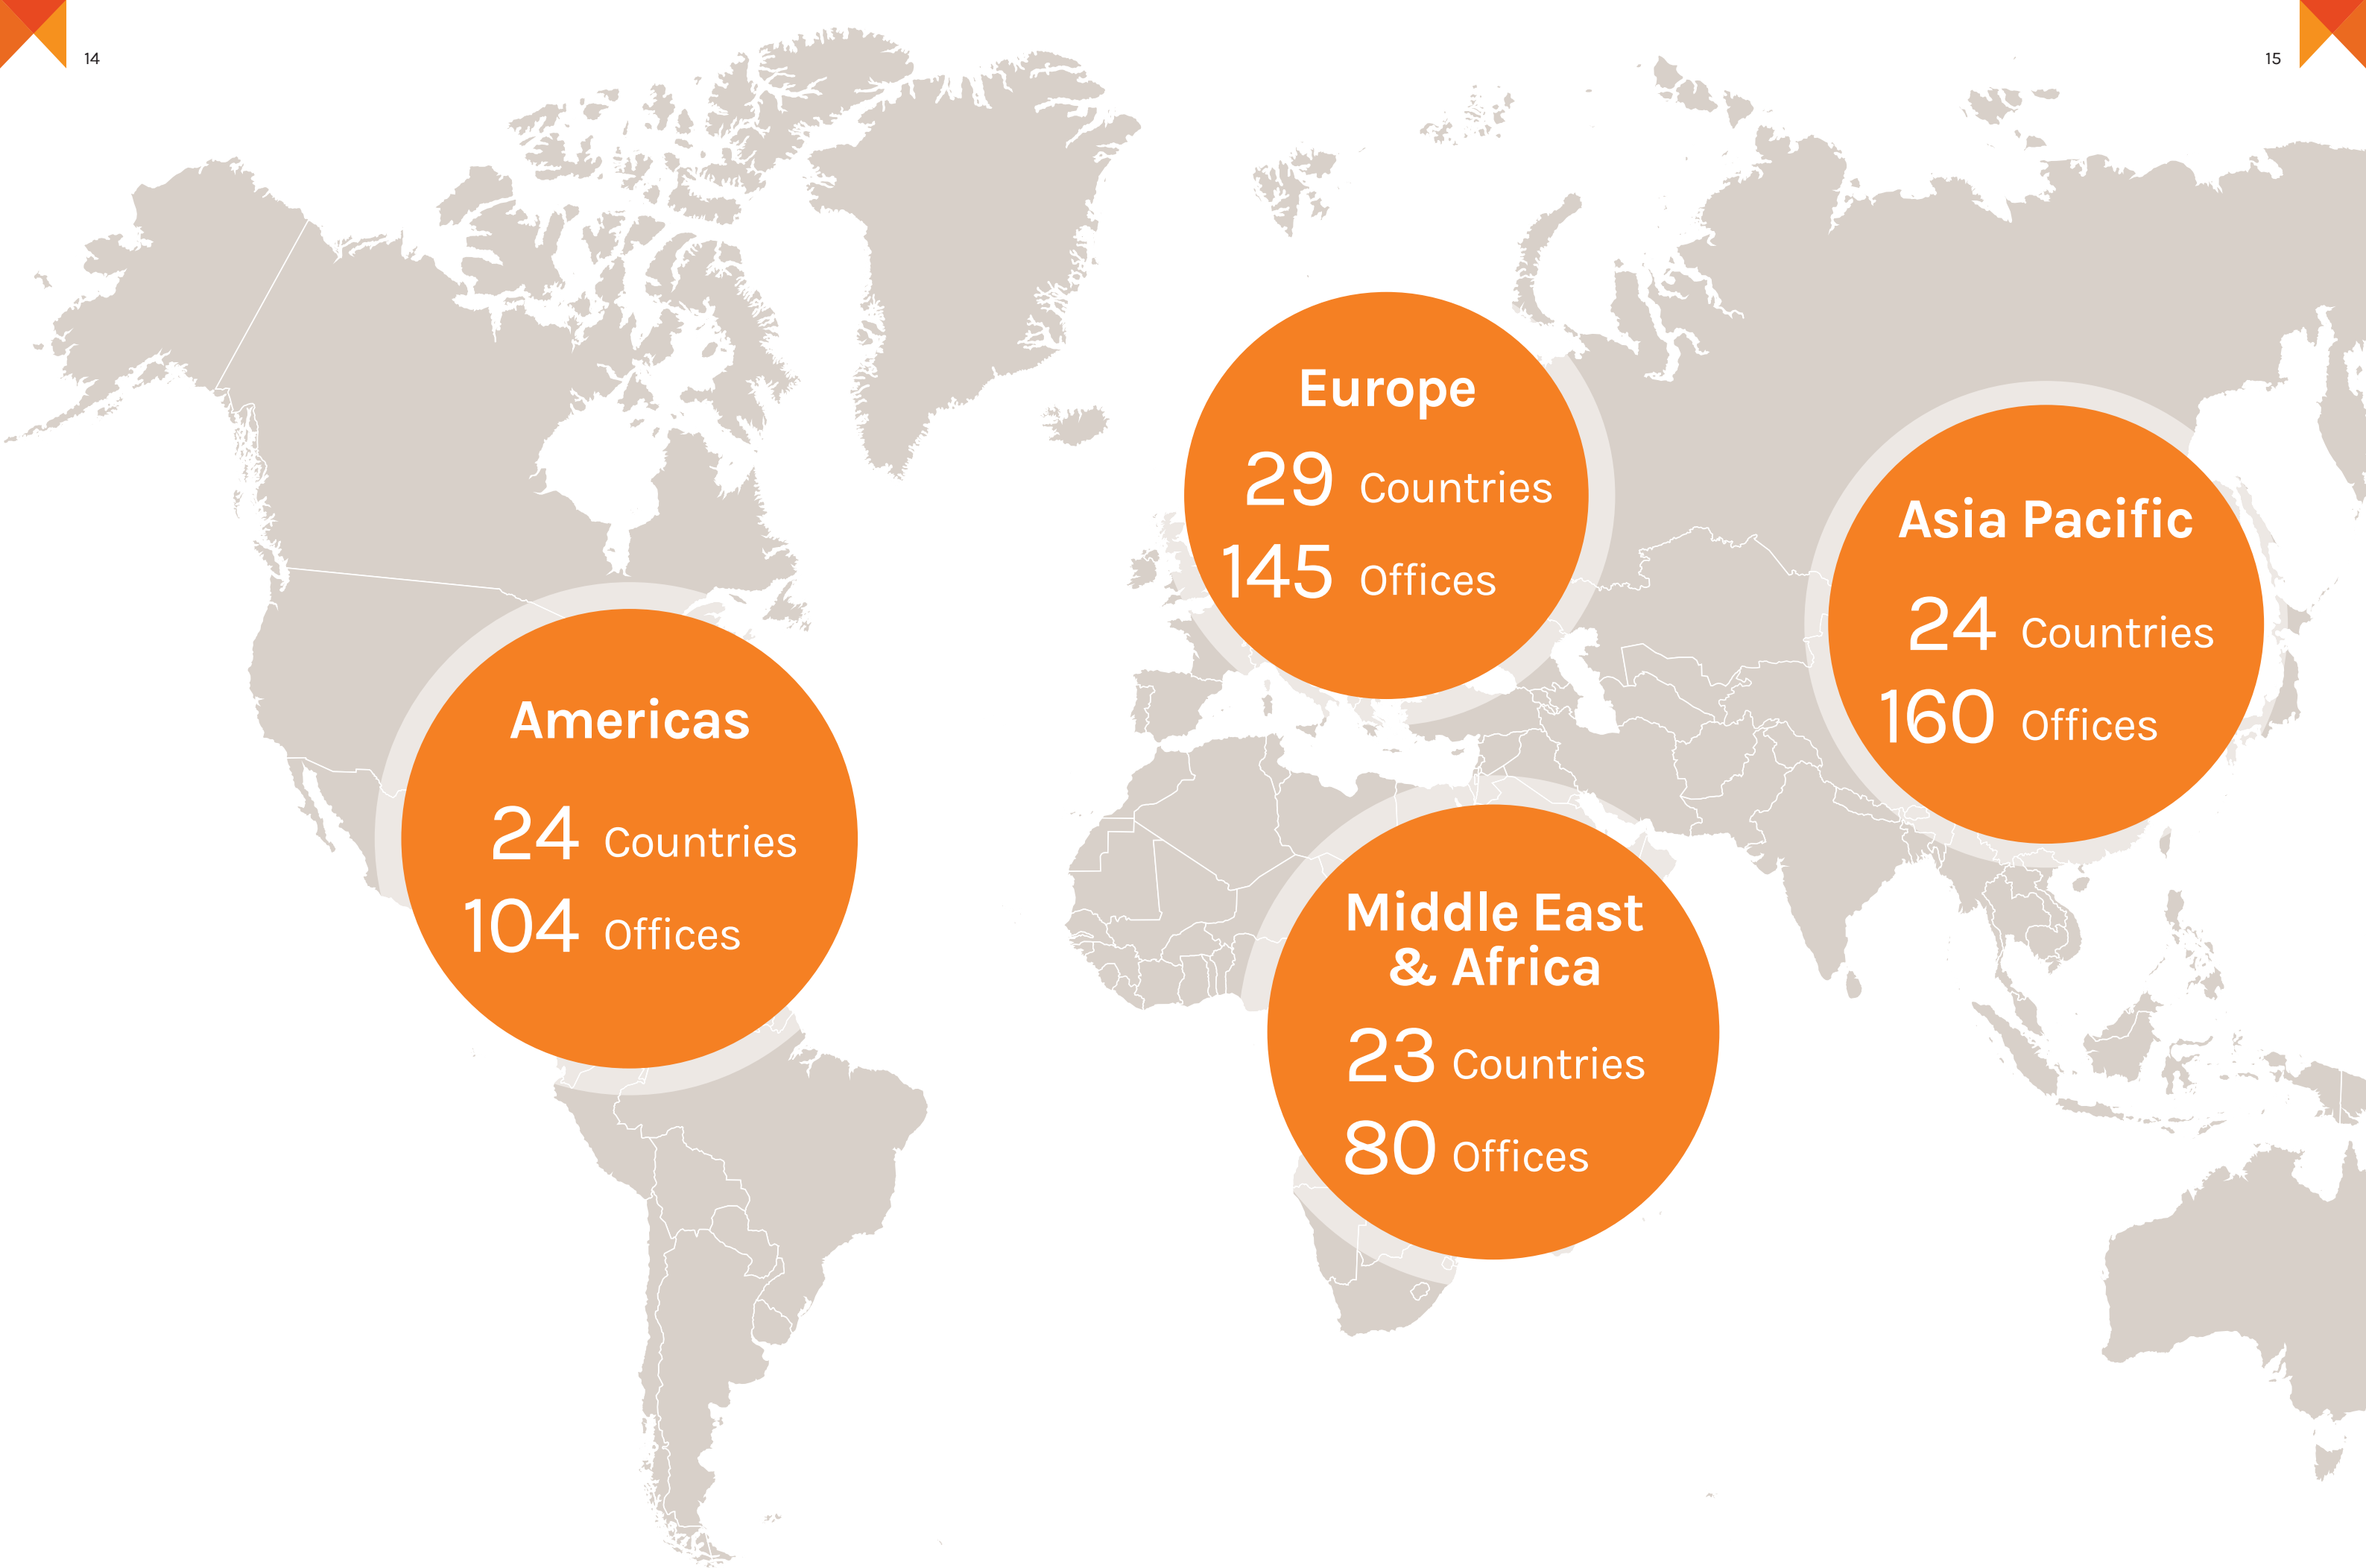 14
15
Europe
29 Countries
145 Offices
Asia Pacific
24 Countries
160 Offices
Americas
24 Countries
104 Offices
Middle East
& Africa
23 Countries
80 Offices